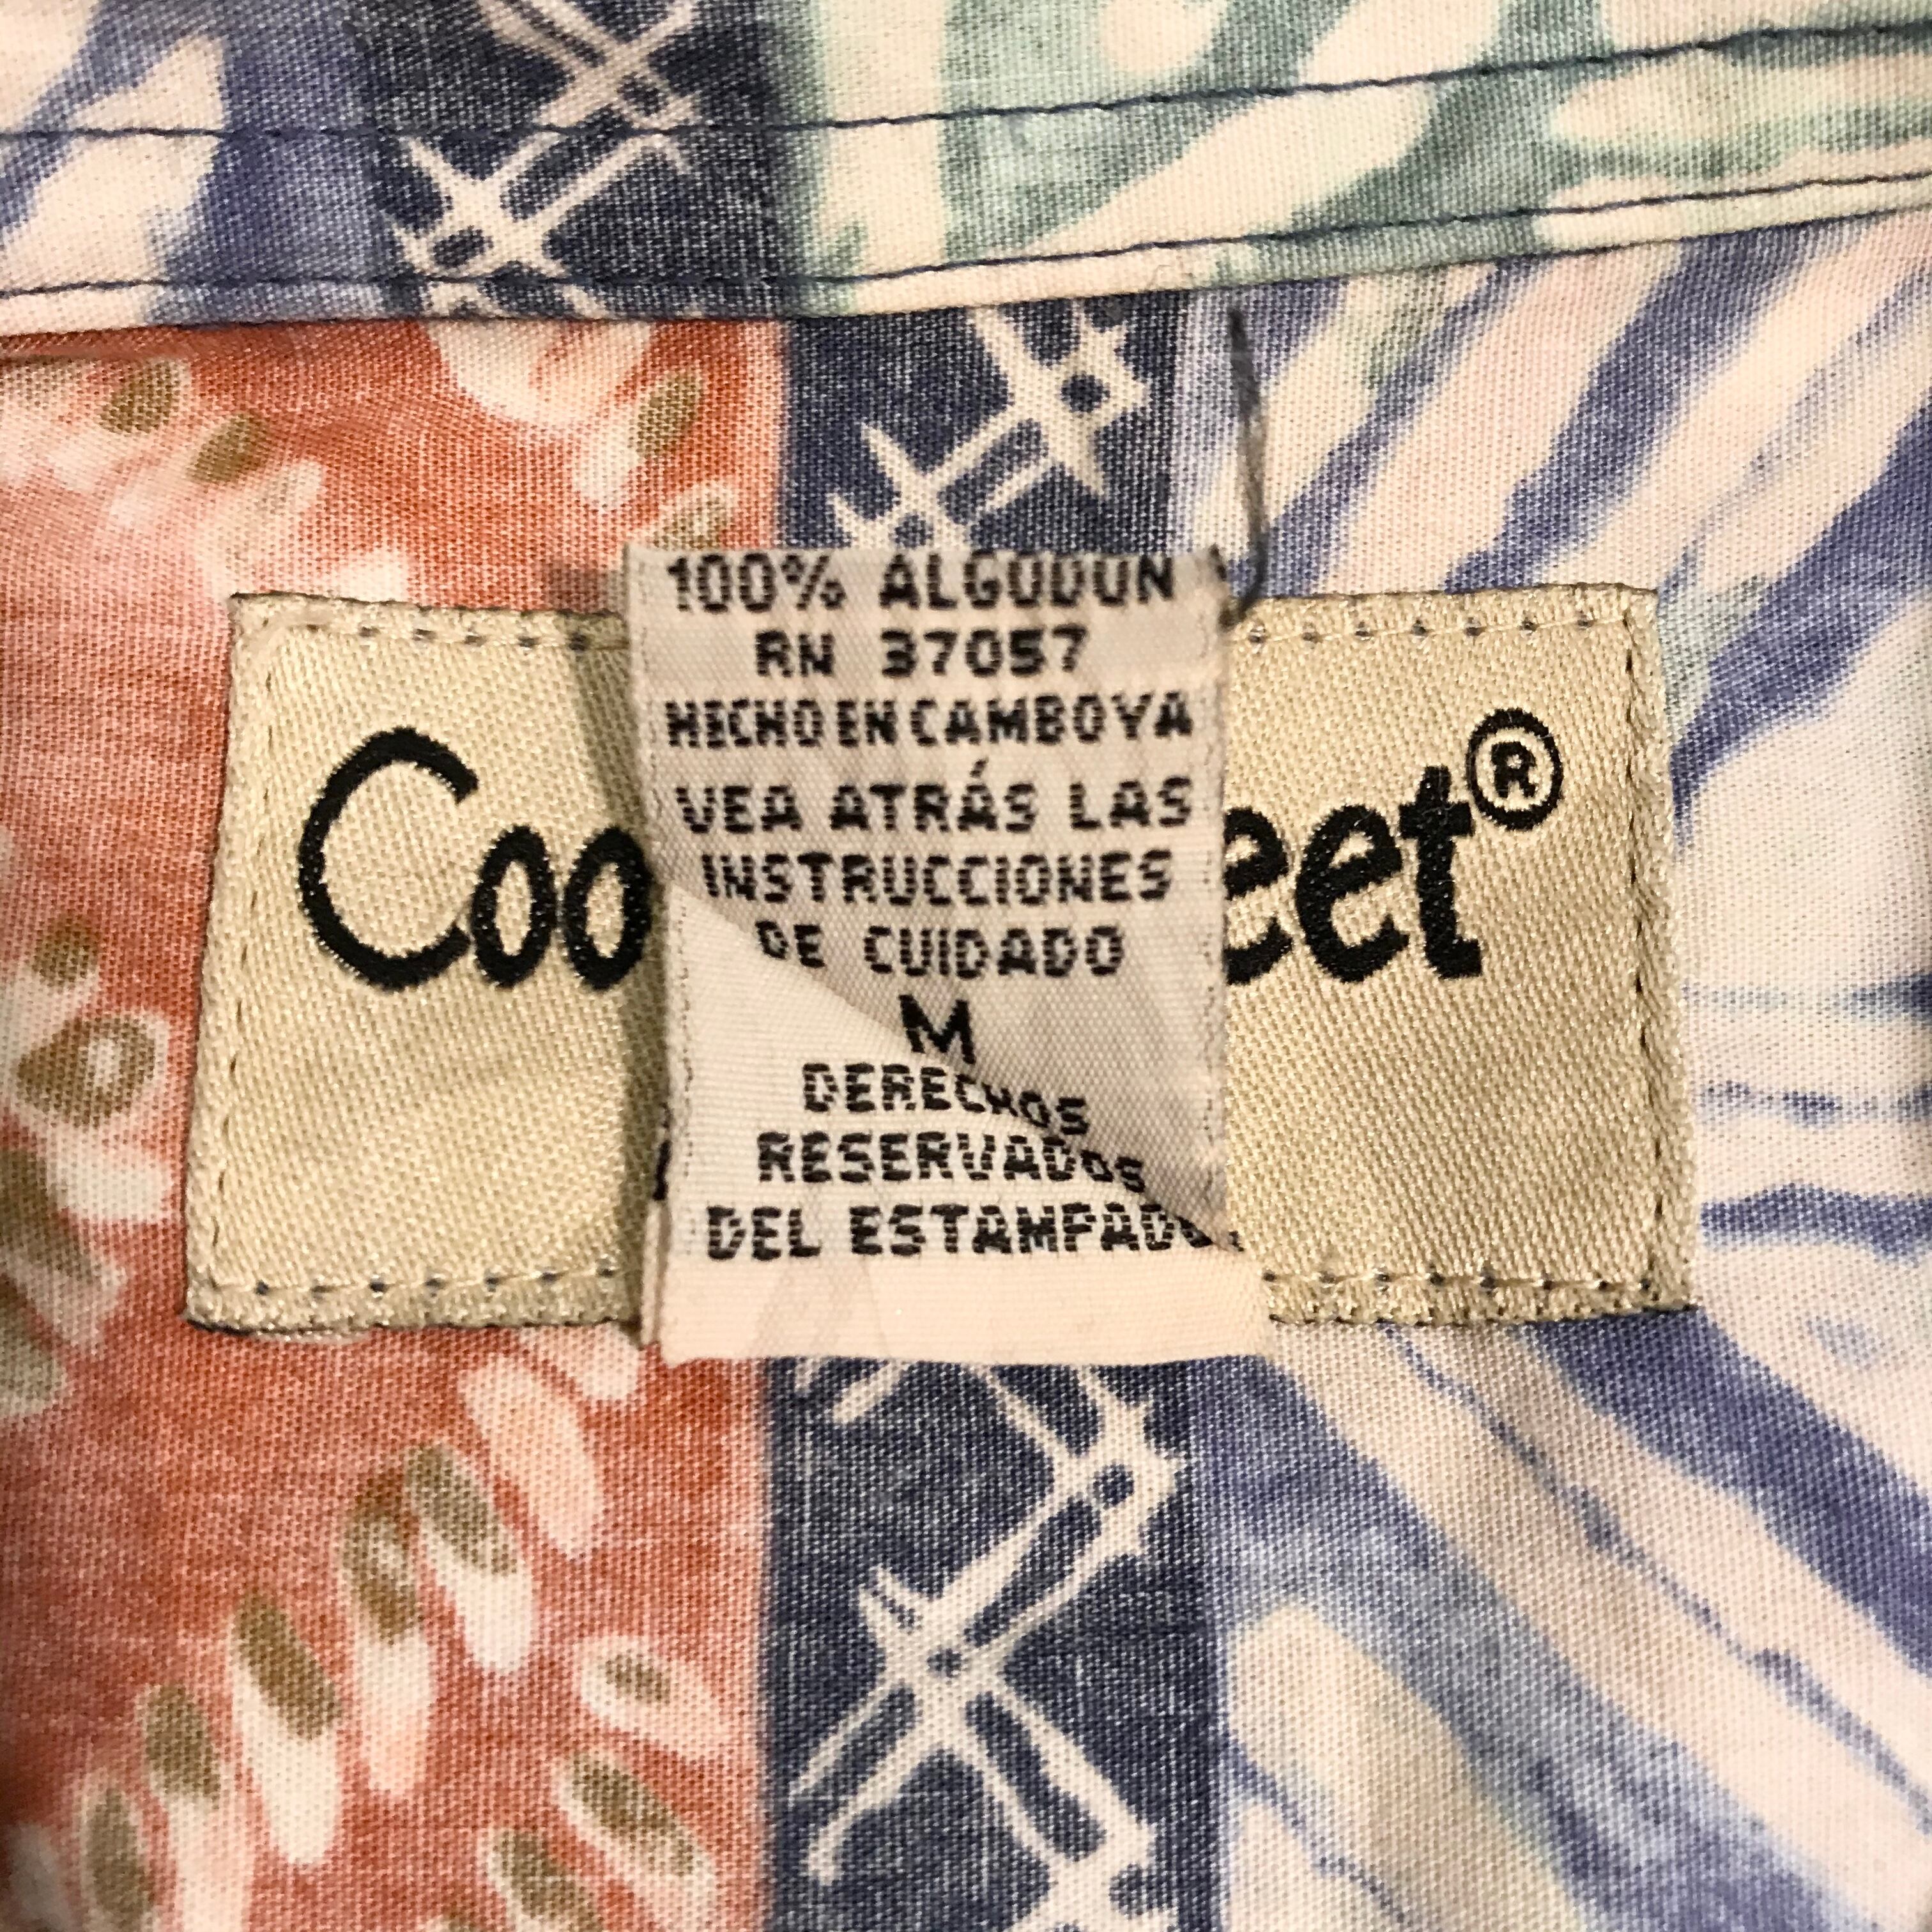 100% ALGODON
RN 37057
HECHO EN CAMBOYA
VEA ATRÁS LAS
INSTRUCCIONES
DE CUIDADO
M
DERECHOS
RESERVADOS
DEL ESTAMPADO.
Coo eet®